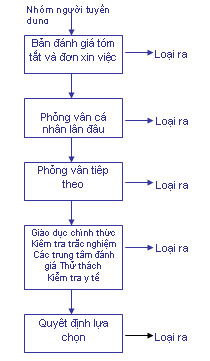 Nhóm người tuyển
dụng
Bản đánh giá tóm
tắt và đơn xin việc
Loại ra
Phỏng vấn cá
nhân lần đầu
Loại ra
Phỏng vấn tiếp
theo
Loại ra
Giáo dục chính thức
Kiểm tra trắc nghiệm
Các trung tâm đánh
giá Thử thách
Kiểm tra y tế
Loại ra
Quyết định lựa
chọn
Loại ra